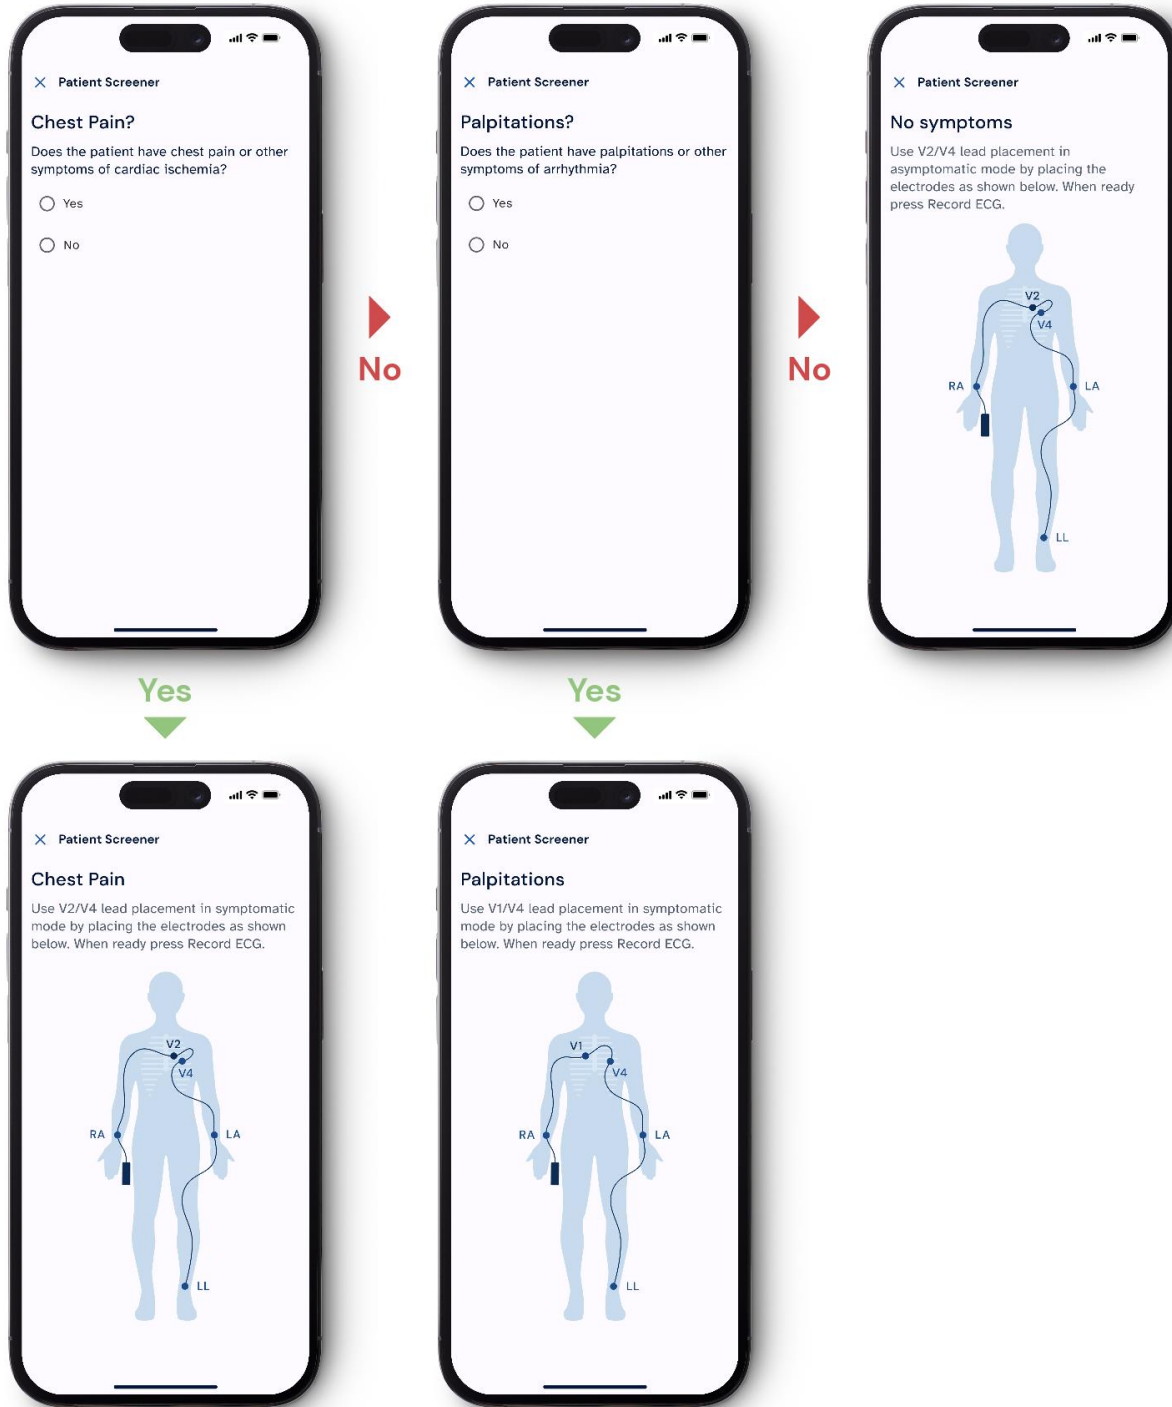 Patient Screener
Chest Pain?
Does the patient have chest pain or other
symptoms of cardiac ischemia?
Yes
No
No
Patient Screener
Palpitations?
Does the patient have palpitations or other
symptoms of arrhythmia?
Yes
No
No
Patient Screener
No symptoms
Use V2/V4 lead placement in
asymptomatic mode by placing the
electrodes as shown below. When ready
press Record ECG.
V2
V4
RA
LA
LL
Yes
Patient Screener
Chest Pain
Use V2/V4 lead placement in symptomatic
mode by placing the electrodes as shown
below. When ready press Record ECG.
V2
V4
RA
LA
LL
Yes
Patient Screener
Palpitations
Use V1/V4 lead placement in symptomatic
mode by placing the electrodes as shown
below. When ready press Record ECG.
V1
V4
RA
LA
LL